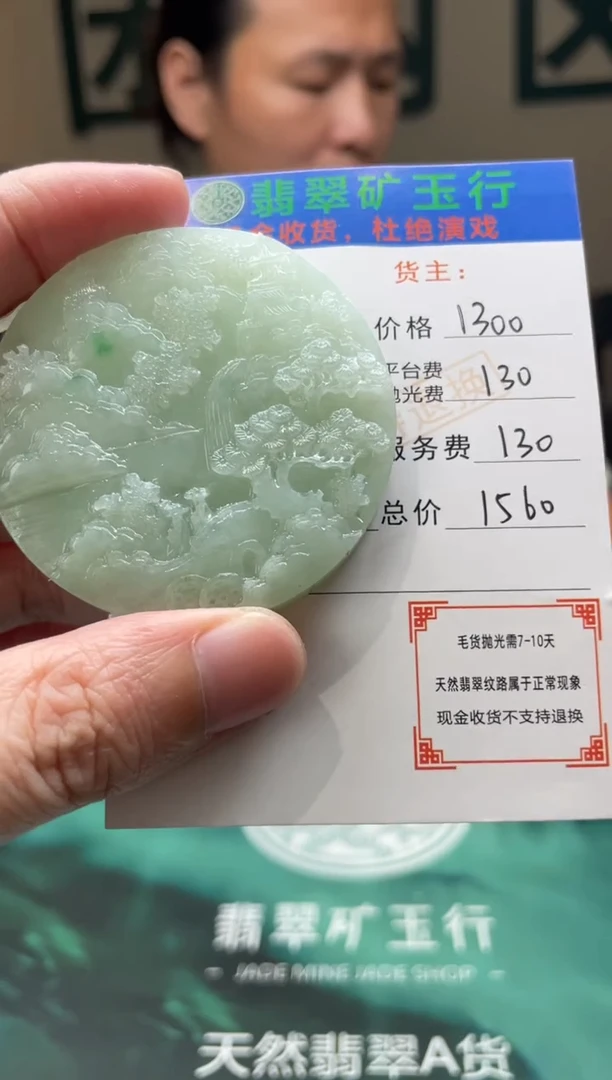 翡翠矿玉行
金收货，杜绝演戏
货主：
价格 1300
平台费
抛光费 130
服务费 130
总价 1560
退换
毛货抛光需7-10天
天然翡翠纹路属于正常现象
现金收货不支持退换
翡翠矿玉行
- JADE MINE JADE SHOP -
天然翡翠A货